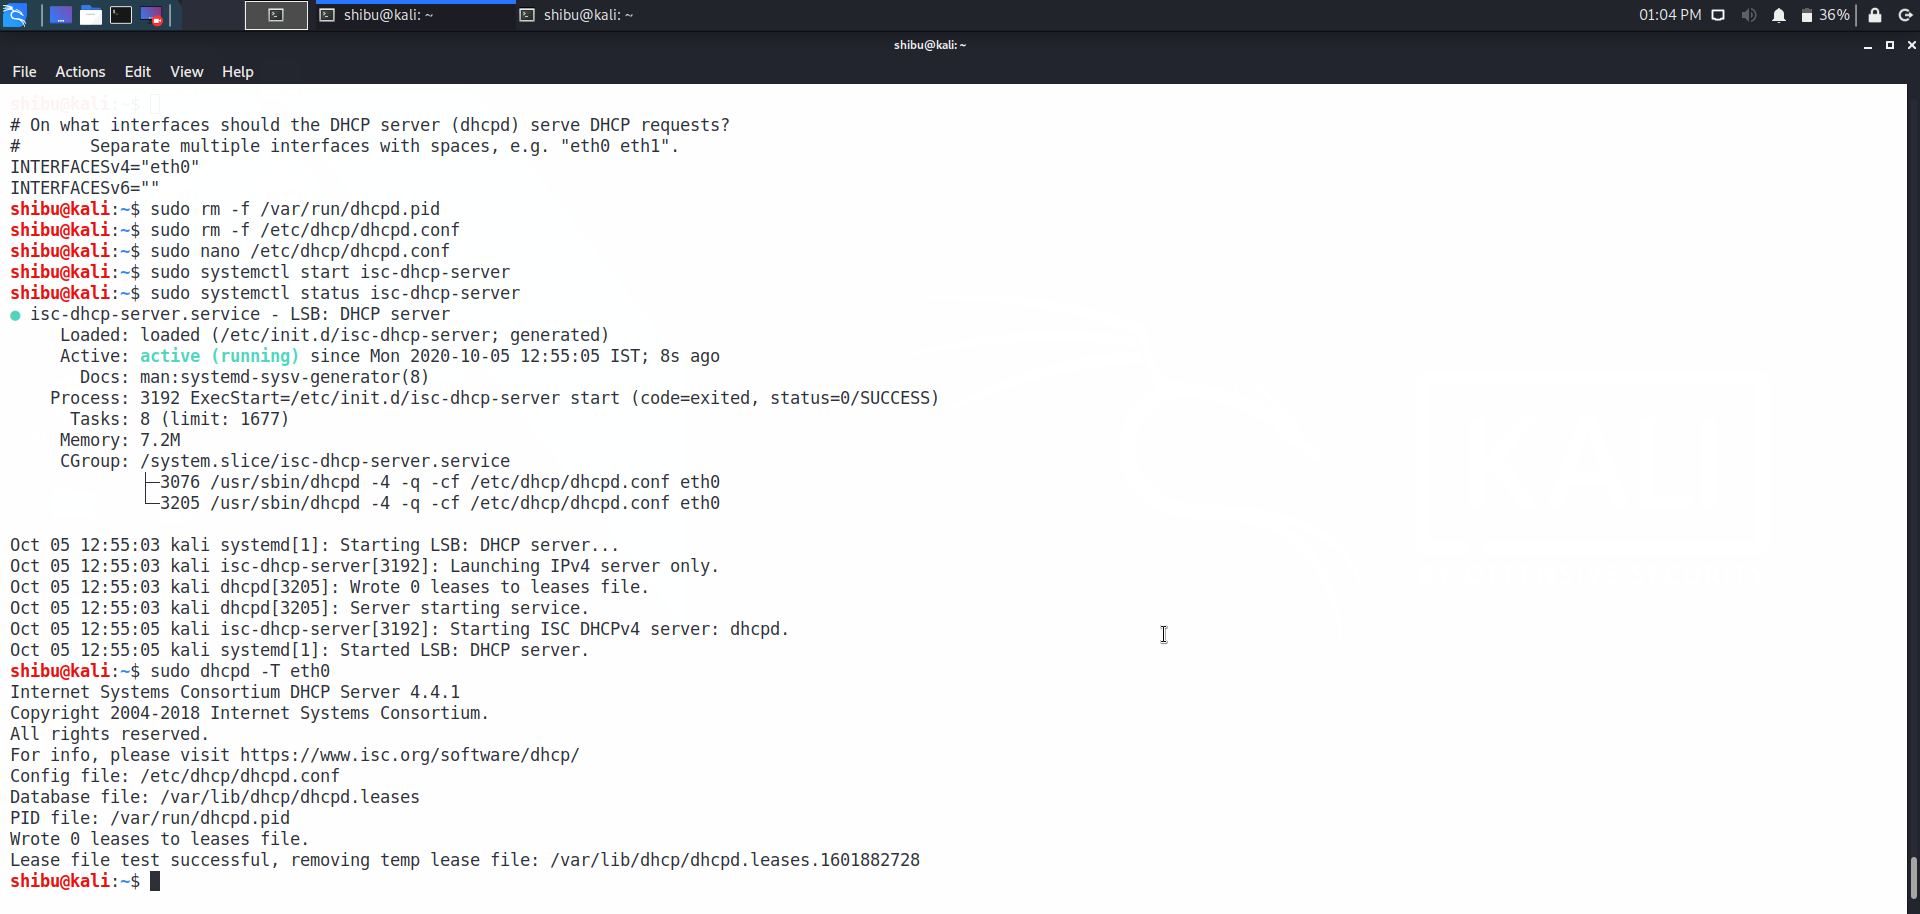 shibu@kali: ~
shibu@kali: ~
01:04 PM
36%
shibu@kali: ~
File Actions Edit View Help
shibu@kali:~$
# On what interfaces should the DHCP server (dhcpd) serve DHCP requests?
#       Separate multiple interfaces with spaces, e.g. "eth0 eth1".
INTERFACESv4="eth0"
INTERFACESv6=""
shibu@kali:~$ sudo rm -f /var/run/dhcpd.pid
shibu@kali:~$ sudo rm -f /etc/dhcp/dhcpd.conf
shibu@kali:~$ sudo nano /etc/dhcp/dhcpd.conf
shibu@kali:~$ sudo systemctl start isc-dhcp-server
shibu@kali:~$ sudo systemctl status isc-dhcp-server
● isc-dhcp-server.service - LSB: DHCP server
     Loaded: loaded (/etc/init.d/isc-dhcp-server; generated)
     Active: active (running) since Mon 2020-10-05 12:55:05 IST; 8s ago
       Docs: man:systemd-sysv-generator(8)
    Process: 3192 ExecStart=/etc/init.d/isc-dhcp-server start (code=exited, status=0/SUCCESS)
      Tasks: 8 (limit: 1677)
     Memory: 7.2M
     CGroup: /system.slice/isc-dhcp-server.service
             ├─3076 /usr/sbin/dhcpd -4 -q -cf /etc/dhcp/dhcpd.conf eth0
             └─3205 /usr/sbin/dhcpd -4 -q -cf /etc/dhcp/dhcpd.conf eth0
Oct 05 12:55:03 kali systemd[1]: Starting LSB: DHCP server...
Oct 05 12:55:03 kali isc-dhcp-server[3192]: Launching IPv4 server only.
Oct 05 12:55:03 kali dhcpd[3205]: Wrote 0 leases to leases file.
Oct 05 12:55:03 kali dhcpd[3205]: Server starting service.
Oct 05 12:55:05 kali isc-dhcp-server[3192]: Starting ISC DHCPv4 server: dhcpd.
Oct 05 12:55:05 kali systemd[1]: Started LSB: DHCP server.
shibu@kali:~$ sudo dhcpd -T eth0
Internet Systems Consortium DHCP Server 4.4.1
Copyright 2004-2018 Internet Systems Consortium.
All rights reserved.
For info, please visit https://www.isc.org/software/dhcp/
Config file: /etc/dhcp/dhcpd.conf
Database file: /var/lib/dhcp/dhcpd.leases
PID file: /var/run/dhcpd.pid
Wrote 0 leases to leases file.
Lease file test successful, removing temp lease file: /var/lib/dhcp/dhcpd.leases.1601882728
shibu@kali:~$